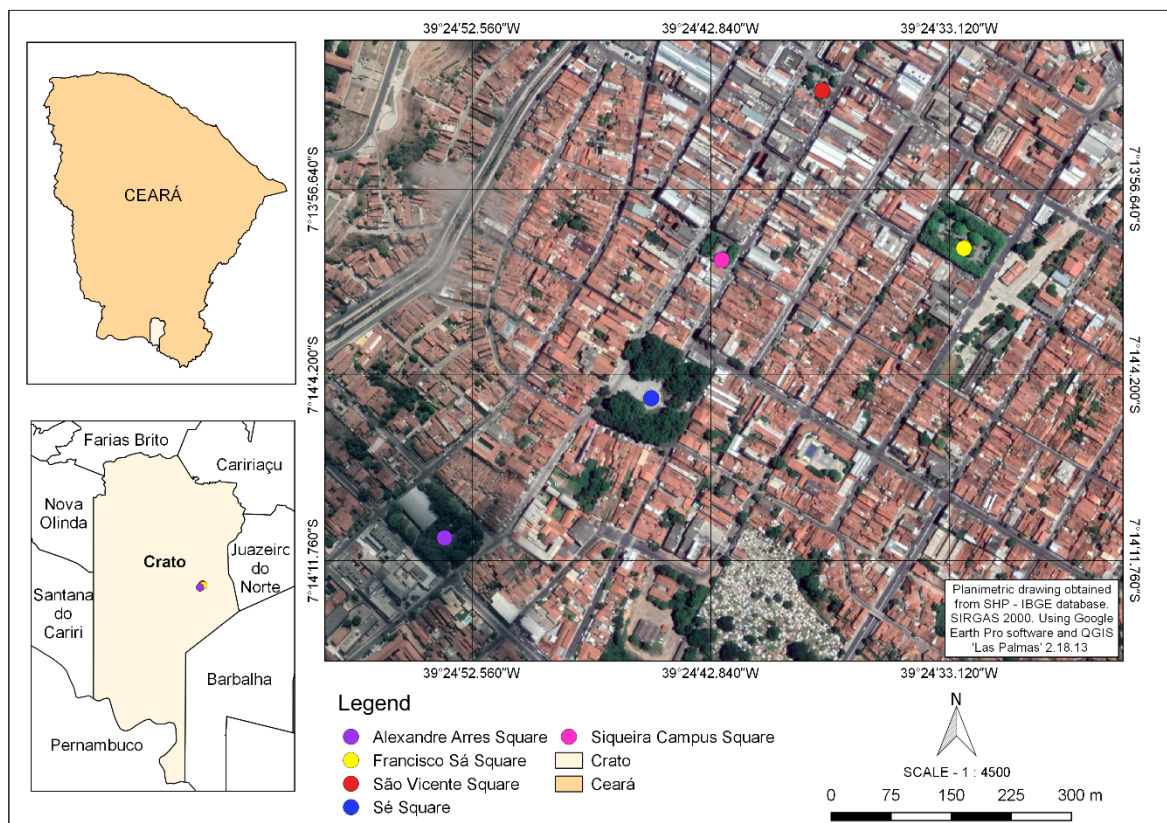 CEARÁ
Farias Brito
Caririaçu
Nova
Olinda
Crato
Juazeiro
do
Norte
Santana
do
Cariri
Barbalha
Pernambuco
39°24'52.560"W
39°24'42.840"W
39°24'33.120"W
7°13'56.640"S
7°14'4.200"S
7°14'11.760"S
7°13'56.640"S
7°14'4.200"S
7°14'11.760"S
39°24'52.560"W
39°24'42.840"W
39°24'33.120"W
Planimetric drawing obtained
from SHP - IBGE database.
SIRGAS 2000. Using Google
Earth Pro software and QGIS
'Las Palmas' 2.18.13
Legend
Alexandre Arres Square
Francisco Sá Square
São Vicente Square
Sé Square
Siqueira Campus Square
Crato
Ceará
N
SCALE - 1 : 4500
0 75 150 225 300 m